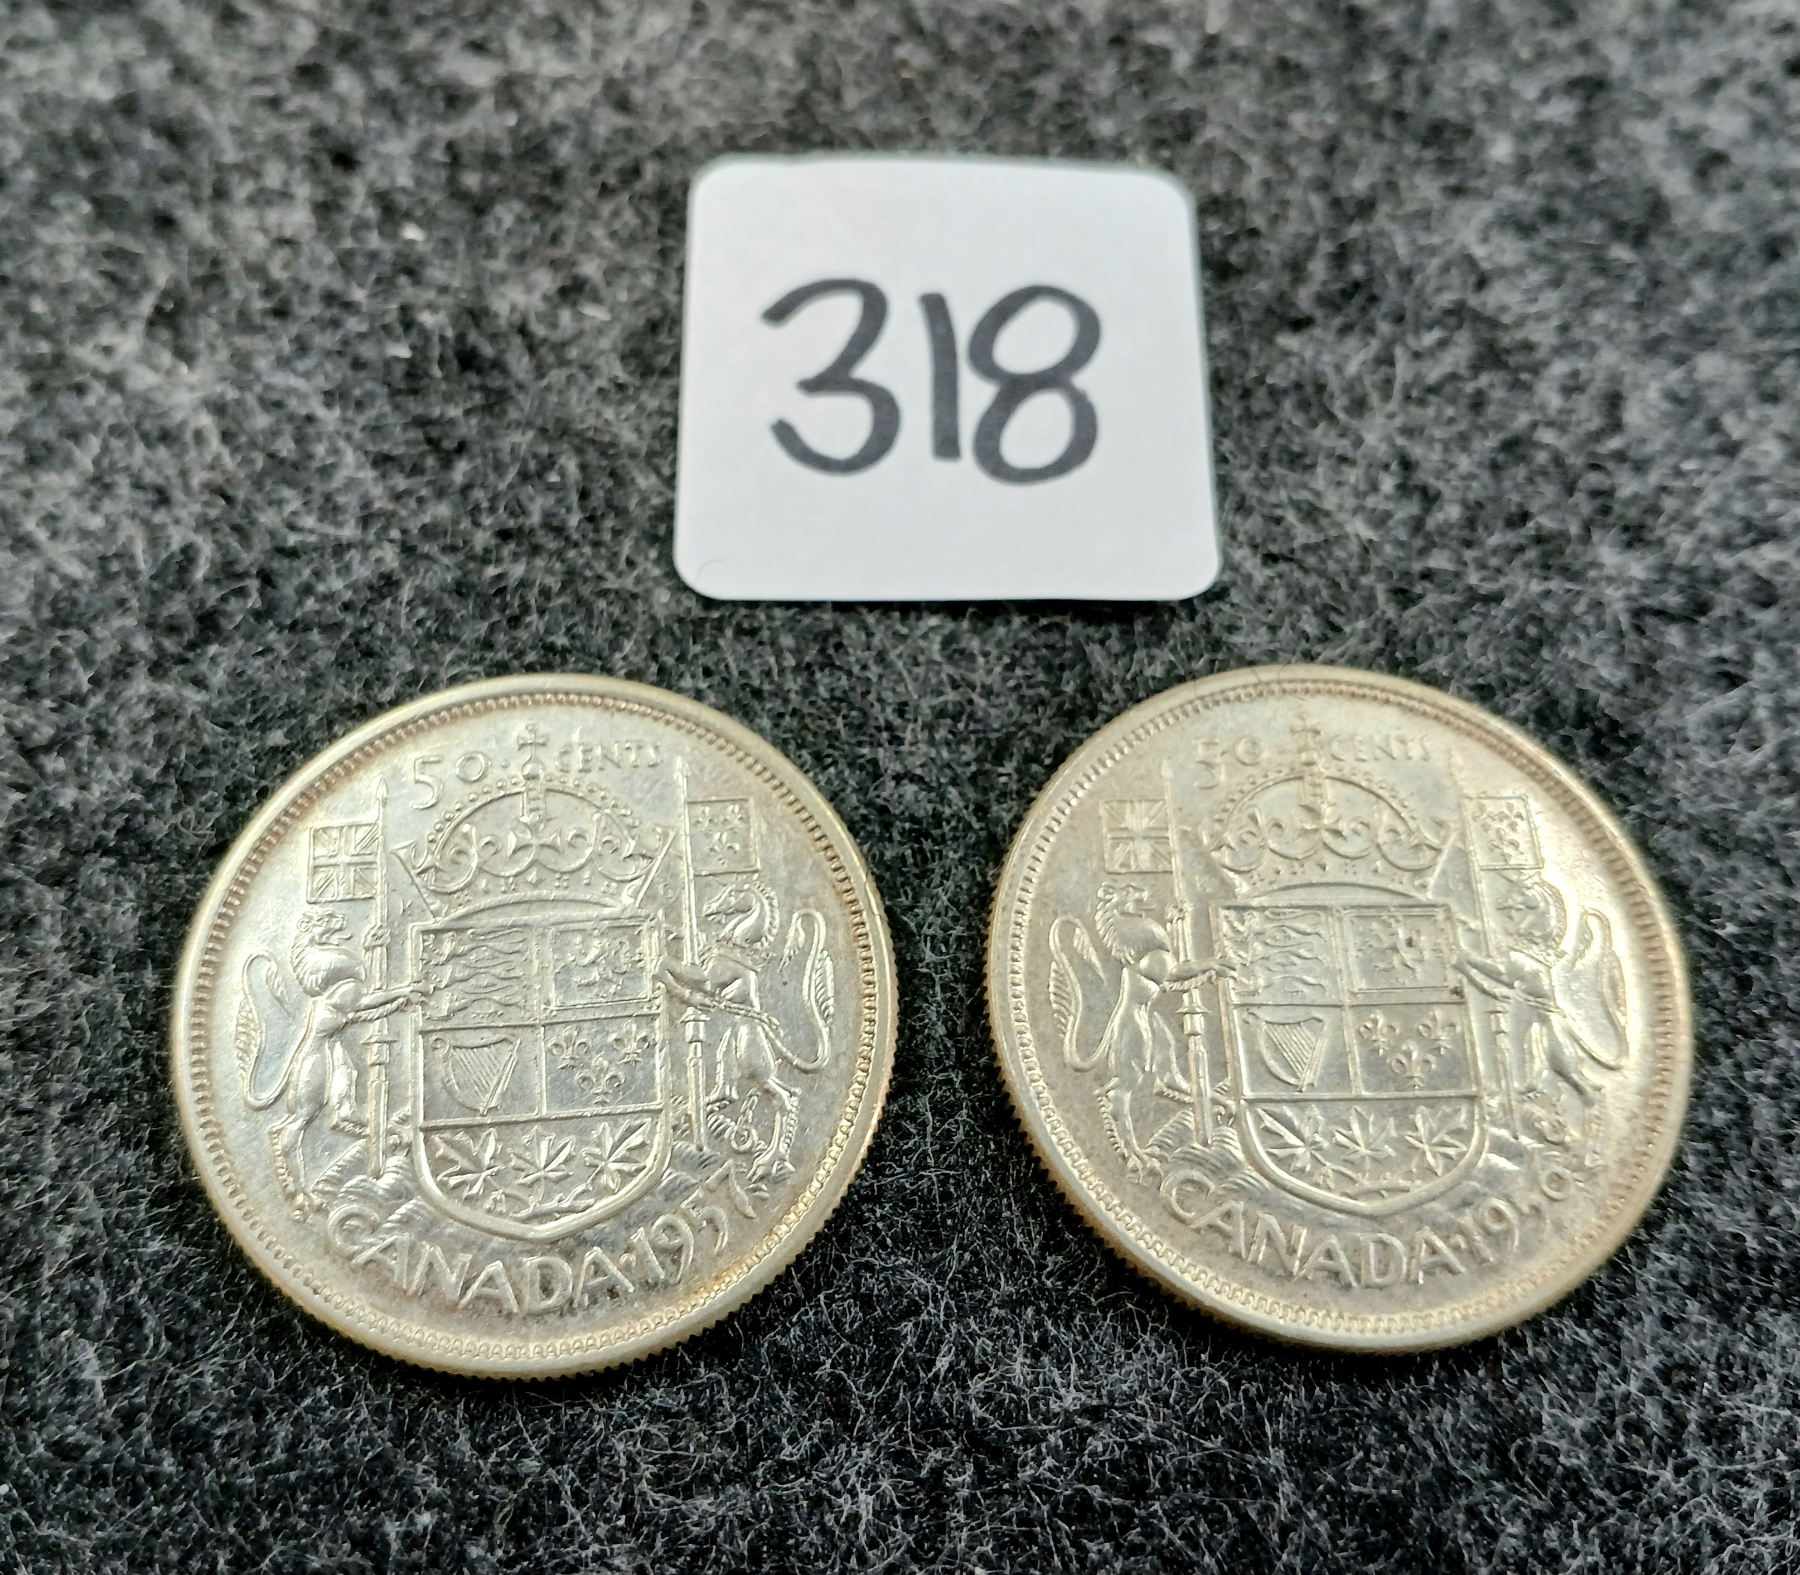 318
50 · CENTS
CANADA · 1957
50 · CENTS
CANADA ·